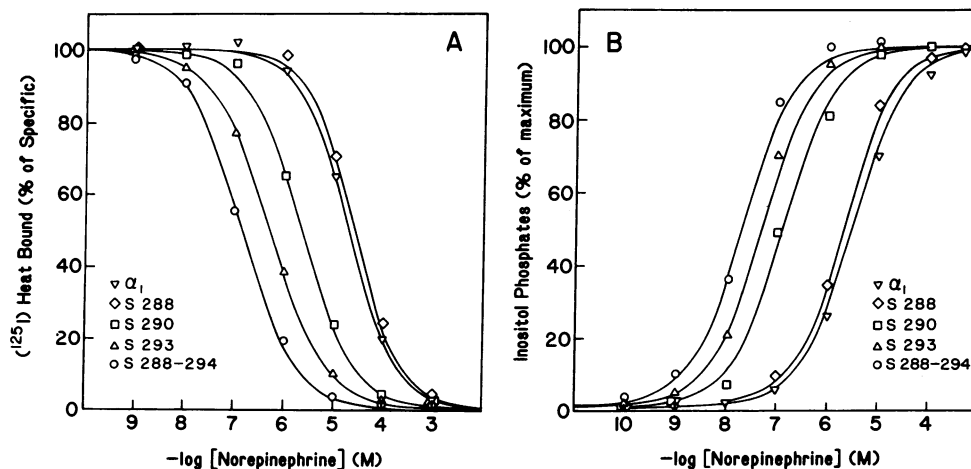 A
(¹²⁵I) Heat Bound (% of Specific)
100
80
60
40
20
0
α₁
S 288
S 290
S 293
S 288-294
9 8 7 6 5 4 3
-log [Norepinephrine] (M)
B
Inositol Phosphates (% of maximum)
100
80
60
40
20
0
α₁
S 288
S 290
S 293
S 288-294
10 9 8 7 6 5 4 3
-log [Norepinephrine] (M)